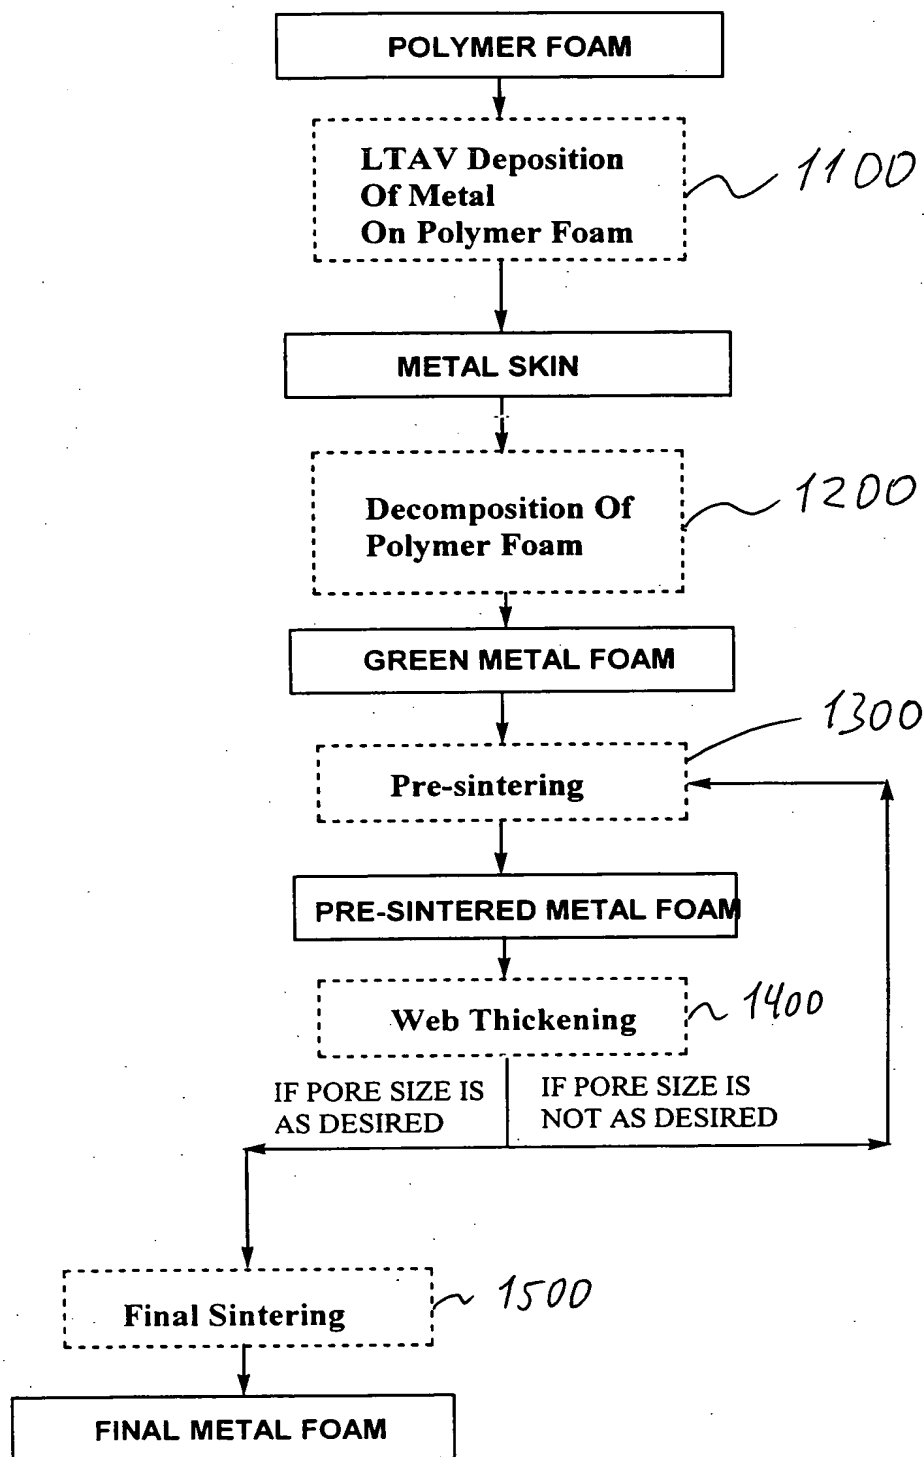 POLYMER FOAM
LTAV Deposition
Of Metal
On Polymer Foam
1100
METAL SKIN
Decomposition Of
Polymer Foam
1200
GREEN METAL FOAM
1300
Pre-sintering
PRE-SINTERED METAL FOAM
Web Thickening
1400
IF PORE SIZE IS
AS DESIRED
IF PORE SIZE IS
NOT AS DESIRED
Final Sintering
1500
FINAL METAL FOAM